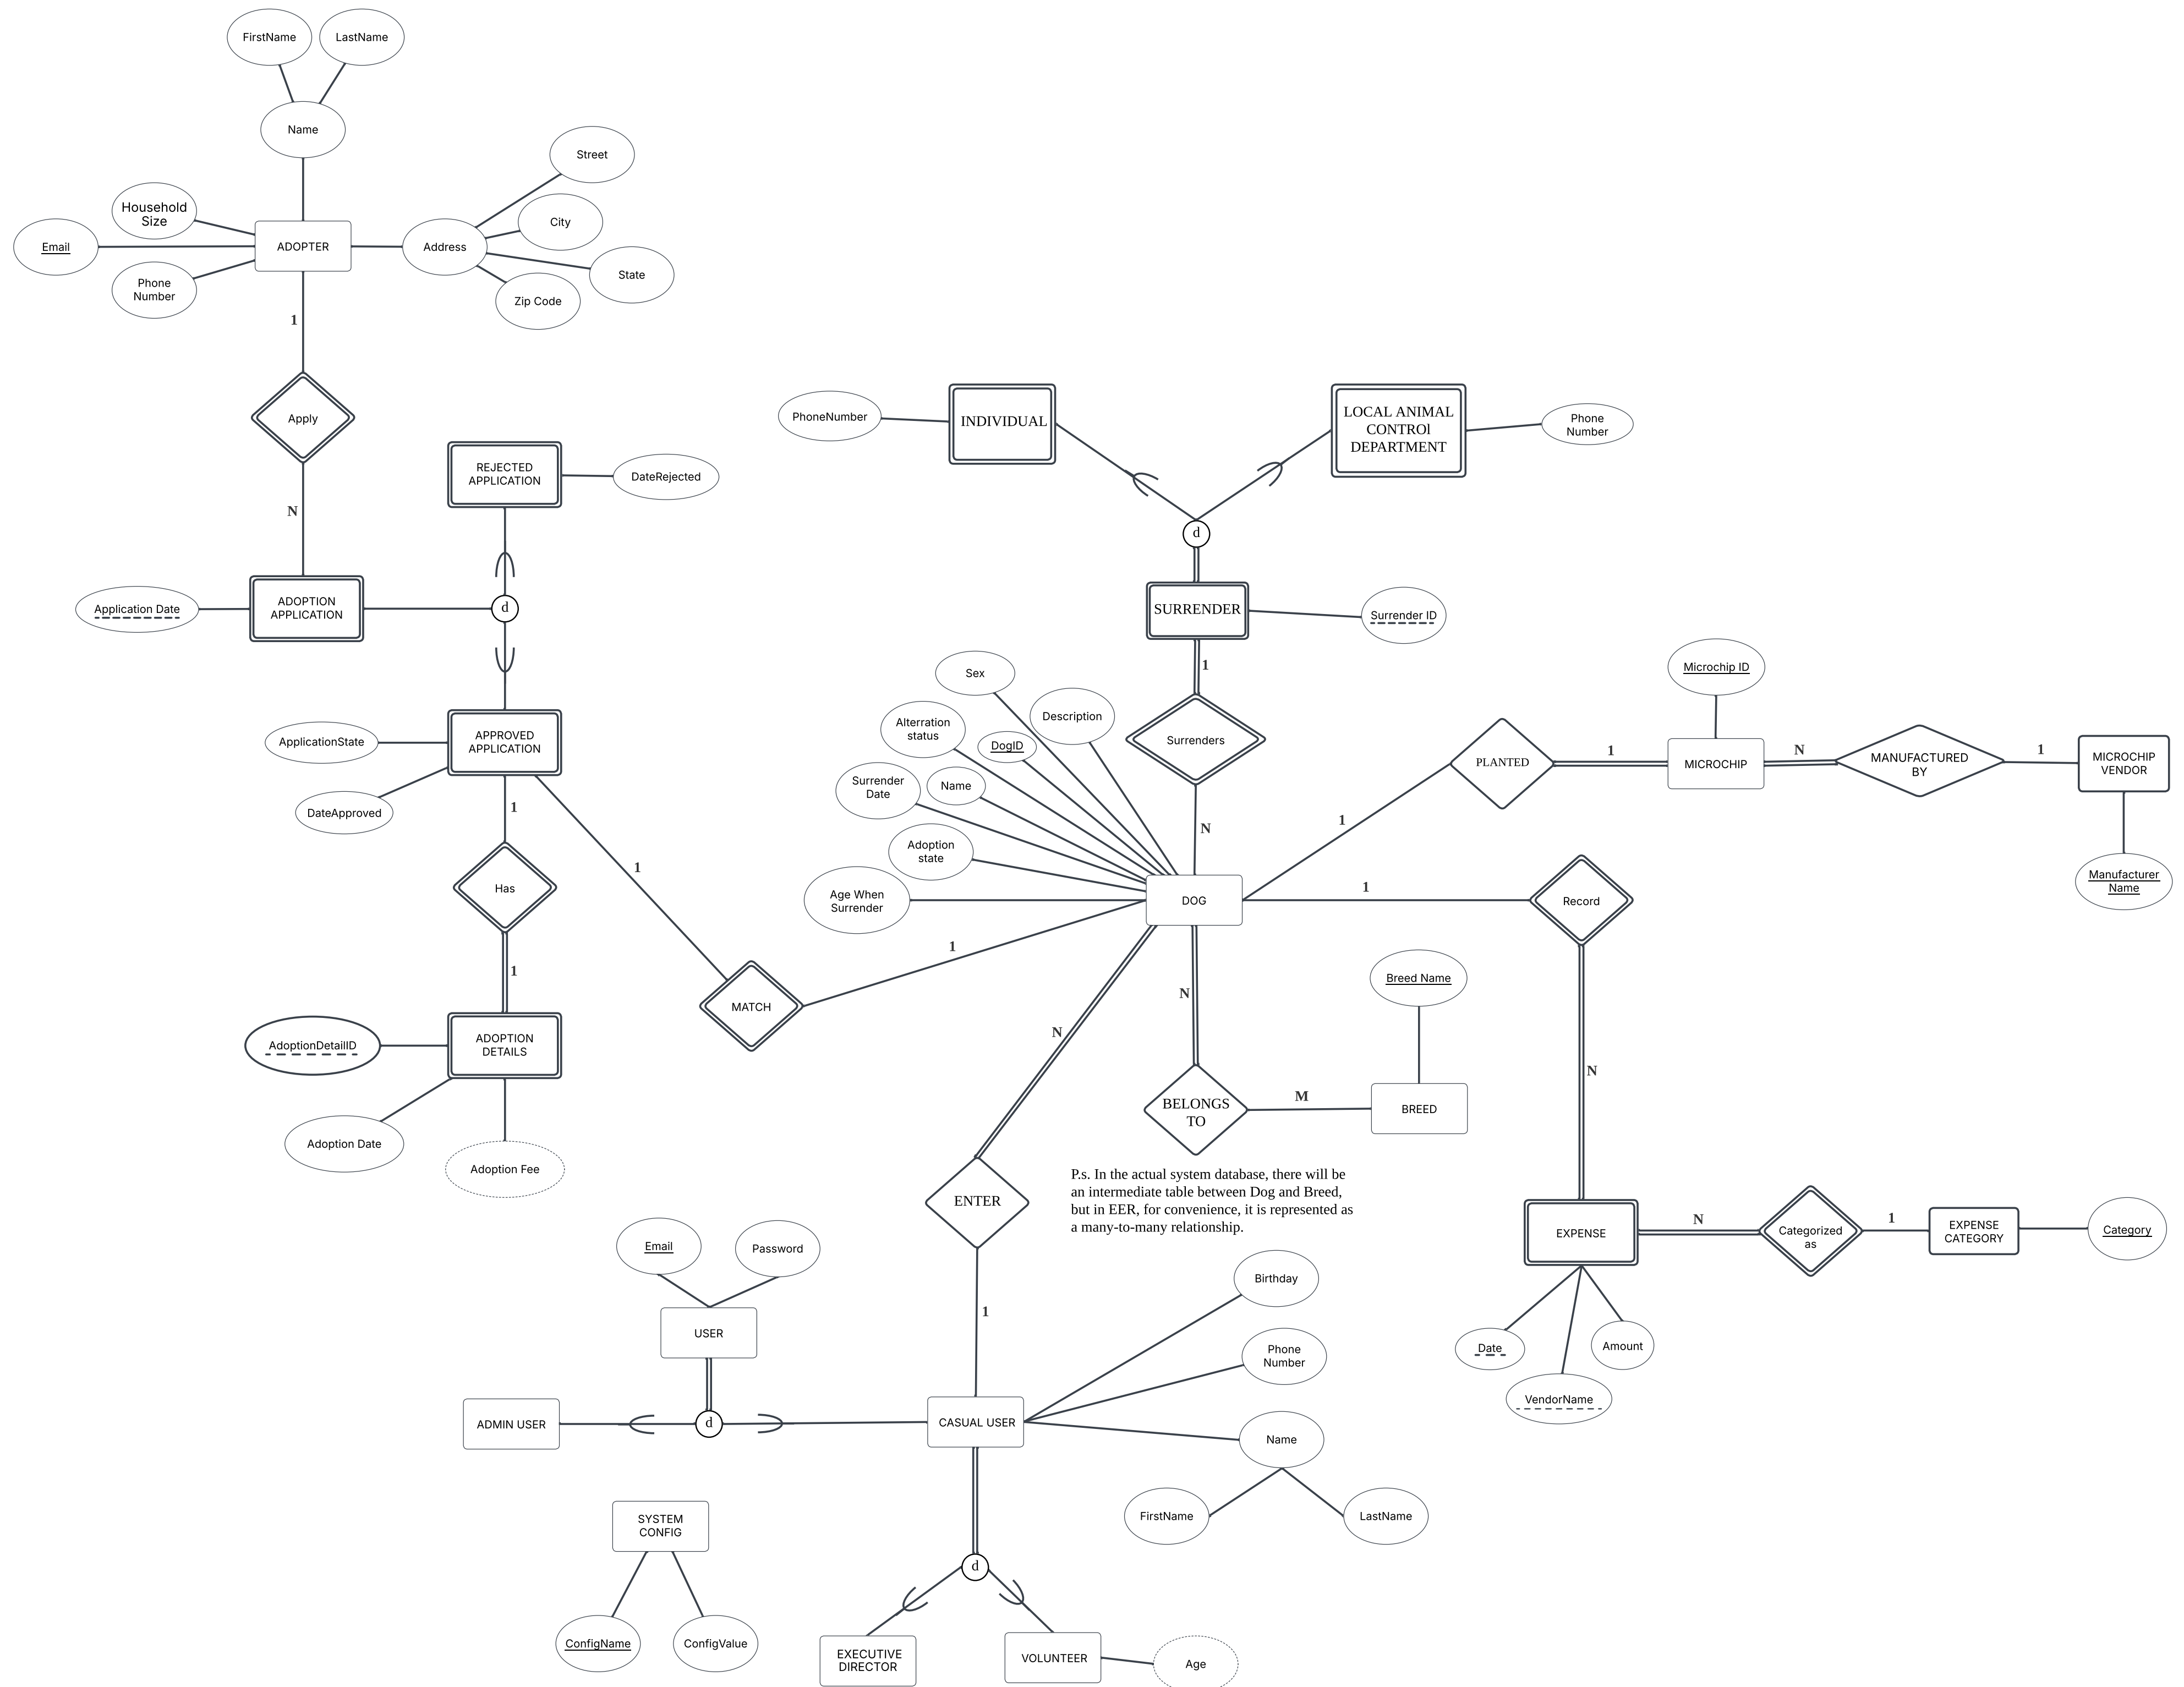 FirstName
LastName
Name
Street
Household
Size
City
Email
ADOPTER
Address
State
Phone
Number
Zip Code
1
Apply
N
REJECTED
APPLICATION
DateRejected
Application Date
ADOPTION
APPLICATION
d
ApplicationState
APPROVED
APPLICATION
DateApproved
1
Has
1
1
MATCH
1
AdoptionDetailID
ADOPTION
DETAILS
Adoption Date
Adoption Fee
PhoneNumber
INDIVIDUAL
LOCAL ANIMAL
CONTROl
DEPARTMENT
Phone
Number
d
SURRENDER
Surrender ID
1
Surrenders
N
Sex
Description
Alterration
status
DogID
Surrender
Date
Name
Adoption
state
Age When
Surrender
DOG
1
PLANTED
1
Microchip ID
MICROCHIP
N
MANUFACTURED
BY
1
MICROCHIP
VENDOR
Manufacturer
Name
1
Record
N
N
N
Breed Name
BELONGS
TO
M
BREED
ENTER
P.s. In the actual system database, there will be
an intermediate table between Dog and Breed,
but in EER, for convenience, it is represented as
a many-to-many relationship.
EXPENSE
N
Categorized
as
1
EXPENSE
CATEGORY
Category
Date
Amount
VendorName
Email
Password
USER
1
Birthday
Phone
Number
ADMIN USER
d
CASUAL USER
Name
FirstName
LastName
SYSTEM
CONFIG
d
ConfigName
ConfigValue
EXECUTIVE
DIRECTOR
VOLUNTEER
Age